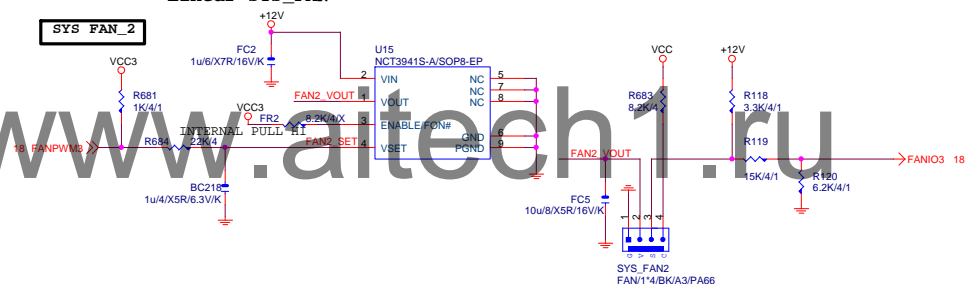 SYS FAN_2
+12V
FC2
1u/6/X7R/16V/K
U15
NCT3941S-A/SOP8-EP
2 VIN
1 VOUT
3 ENABLE/FON#
4 VSET
NC 5
NC 7
NC 8
GND 6
PGND 9
VCC3
R681
1K/4/1
FAN2_VOUT
VCC3
FR2
8.2K/4/X
INTERNAL PULL HI
18 FANPWM3
R684
22K/4
FAN2_SET
BC218
1u/4/X5R/6.3V/K
VCC
+12V
R683
8.2K/4
R118
3.3K/4/1
R119
15K/4/1
FANIO3 18
R120
6.2K/4/1
FAN2_VOUT
FC5
10u/8/X5R/16V/K
1 2 3 4
G V S C
SYS_FAN2
FAN/1*4/BK/A3/PA66
www.aitech1.ru